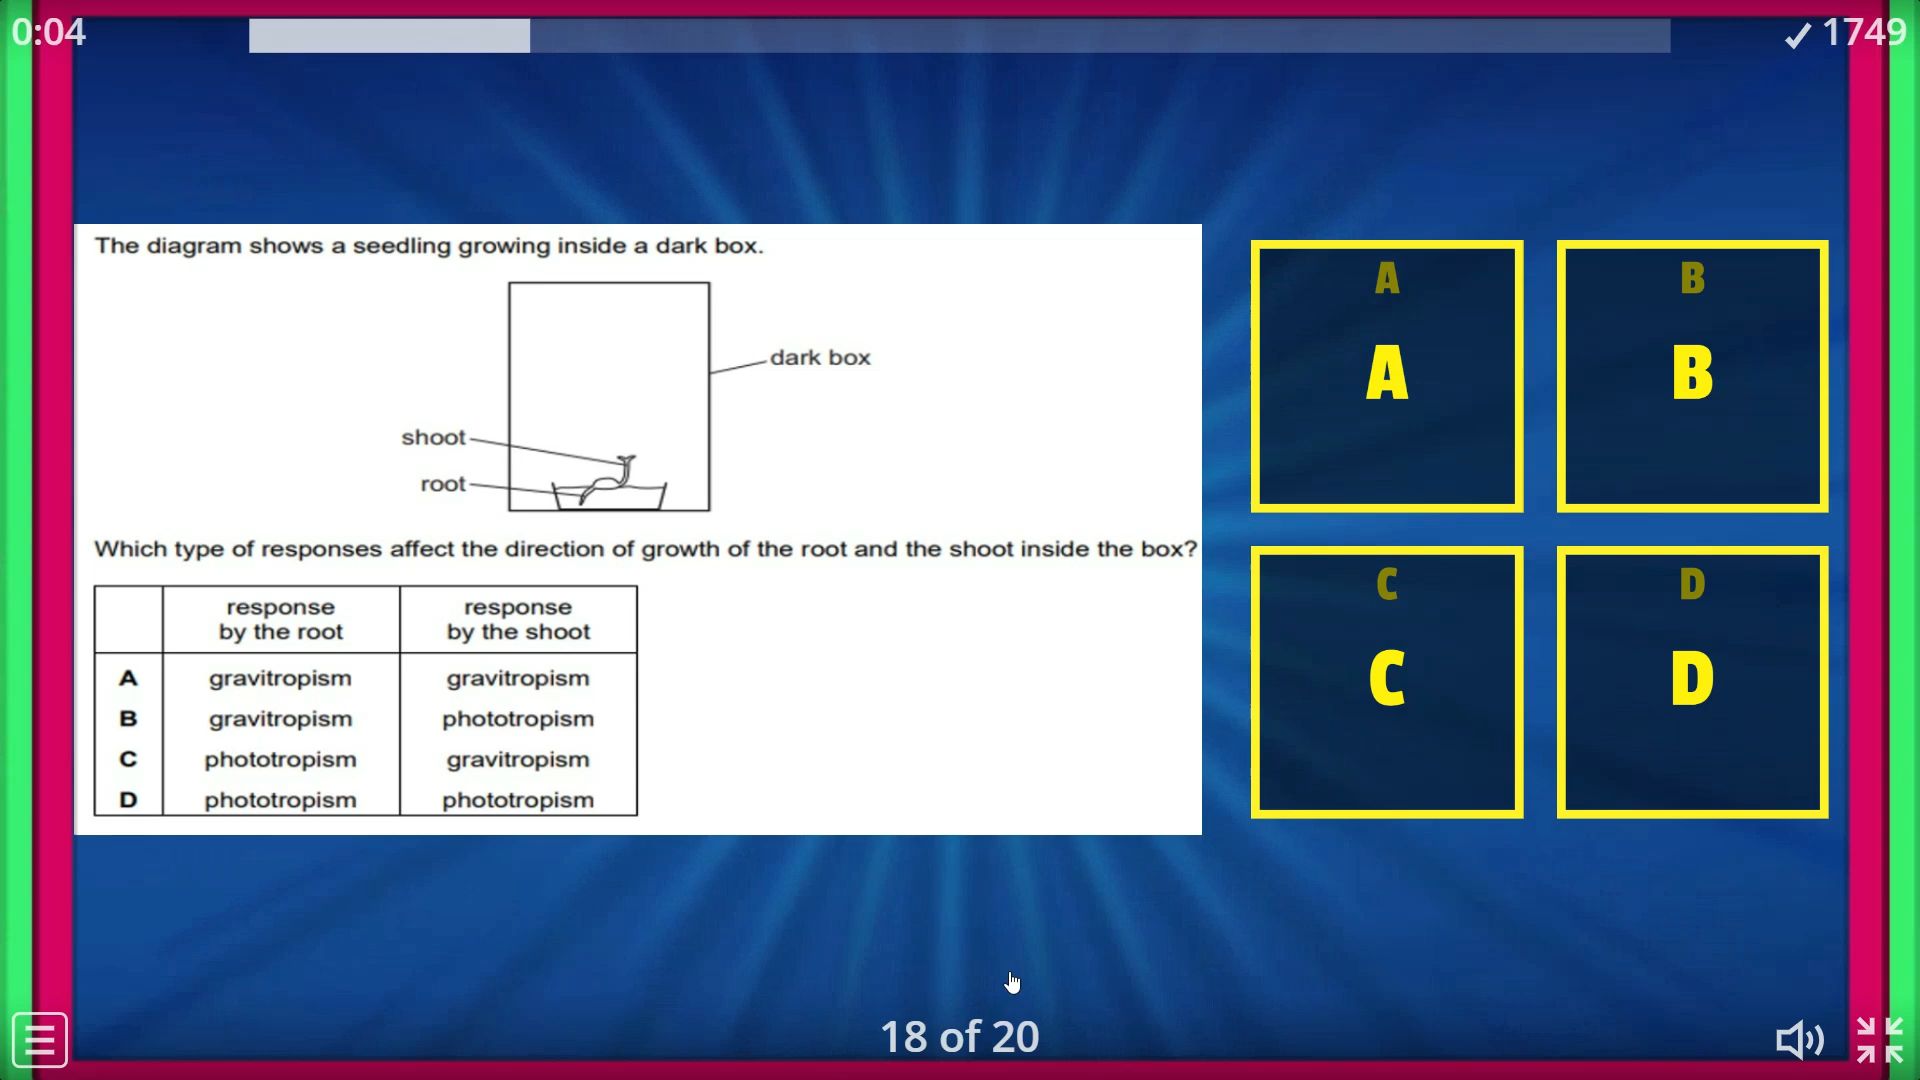 0:04
✓ 1749
The diagram shows a seedling growing inside a dark box.
dark box
shoot
root
Which type of responses affect the direction of growth of the root and the shoot inside the box?
response by the root
response by the shoot
A gravitropism gravitropism
B gravitropism phototropism
C phototropism gravitropism
D phototropism phototropism
A
A
B
B
C
C
D
D
18 of 20